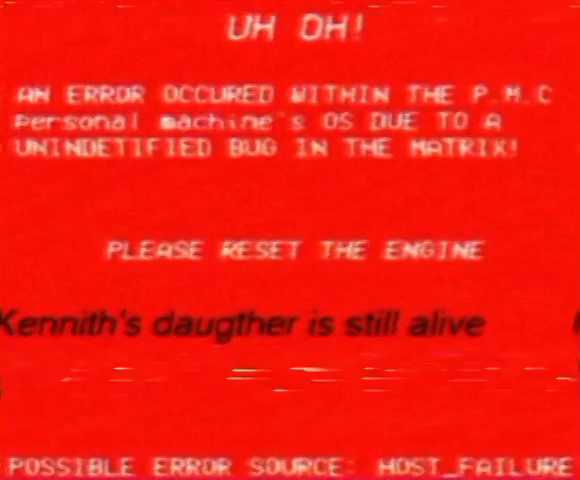 UH OH!
AN ERROR OCCURED WITHIN THE P.M.C
Personal machine's OS DUE TO A
UNINDETIFIED BUG IN THE MATRIX!
PLEASE RESET THE ENGINE
Kennith's daugther is still alive
POSSIBLE ERROR SOURCE: HOST_FAILURE